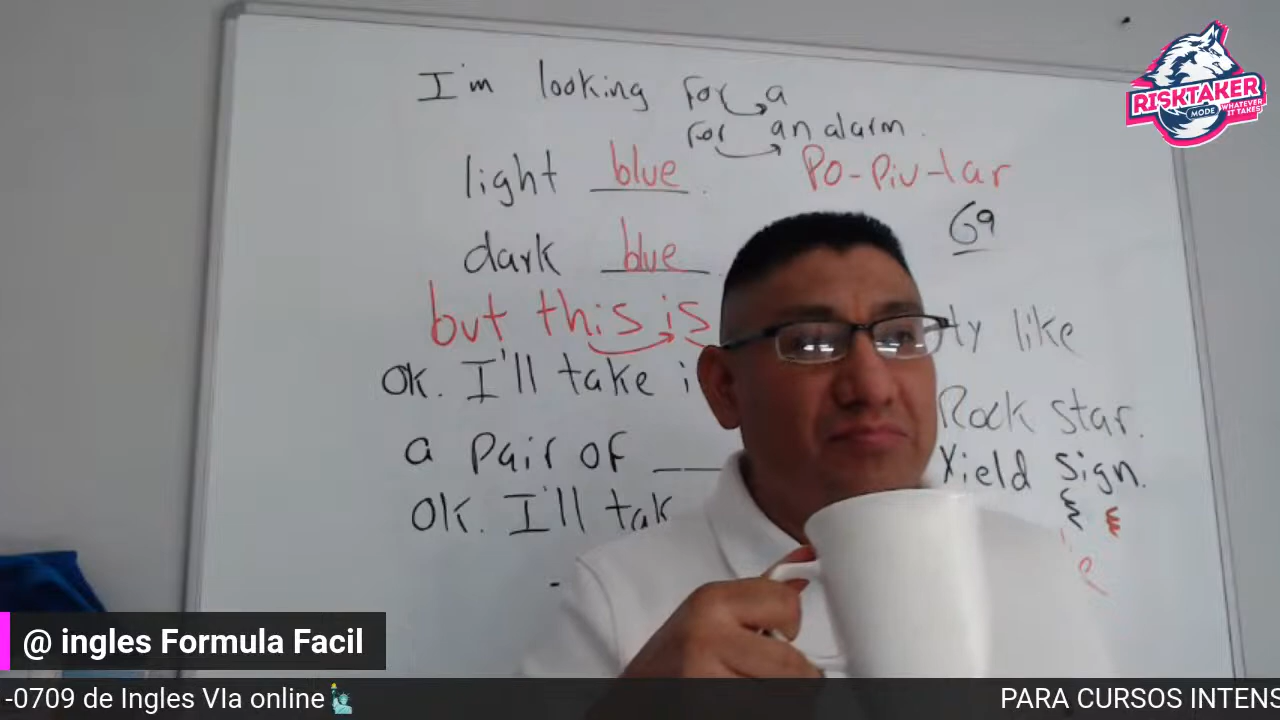 I'm looking for a
for an alarm.
light blue.
Po-Piu-lar
69
dark blue
but this is
ty like
ok. I'll take i
Rock star.
a pair of
Yield Sign.
OK. I'll tak
RISKTAKER
MODE WHATEVER IT TAKES
@ ingles Formula Facil
-0709 de Ingles VIa online🗽 PARA CURSOS INTENS